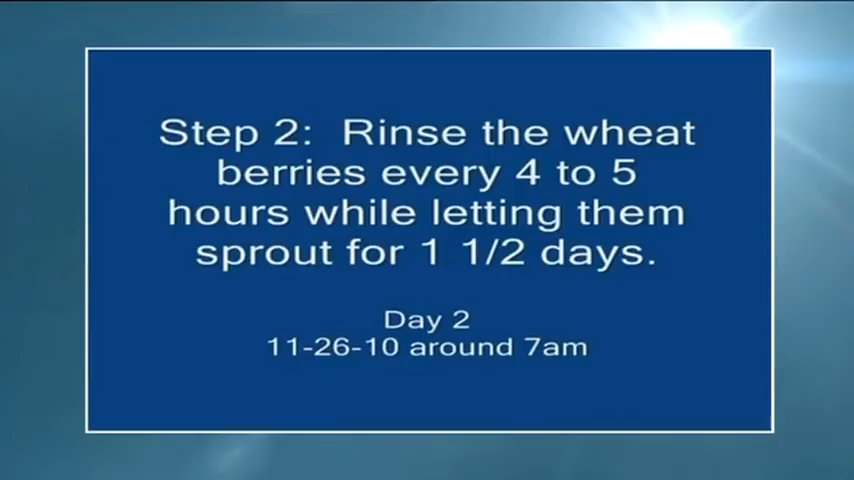 Step 2:  Rinse the wheat
berries every 4 to 5
hours while letting them
sprout for 1 1/2 days.
Day 2
11-26-10 around 7am